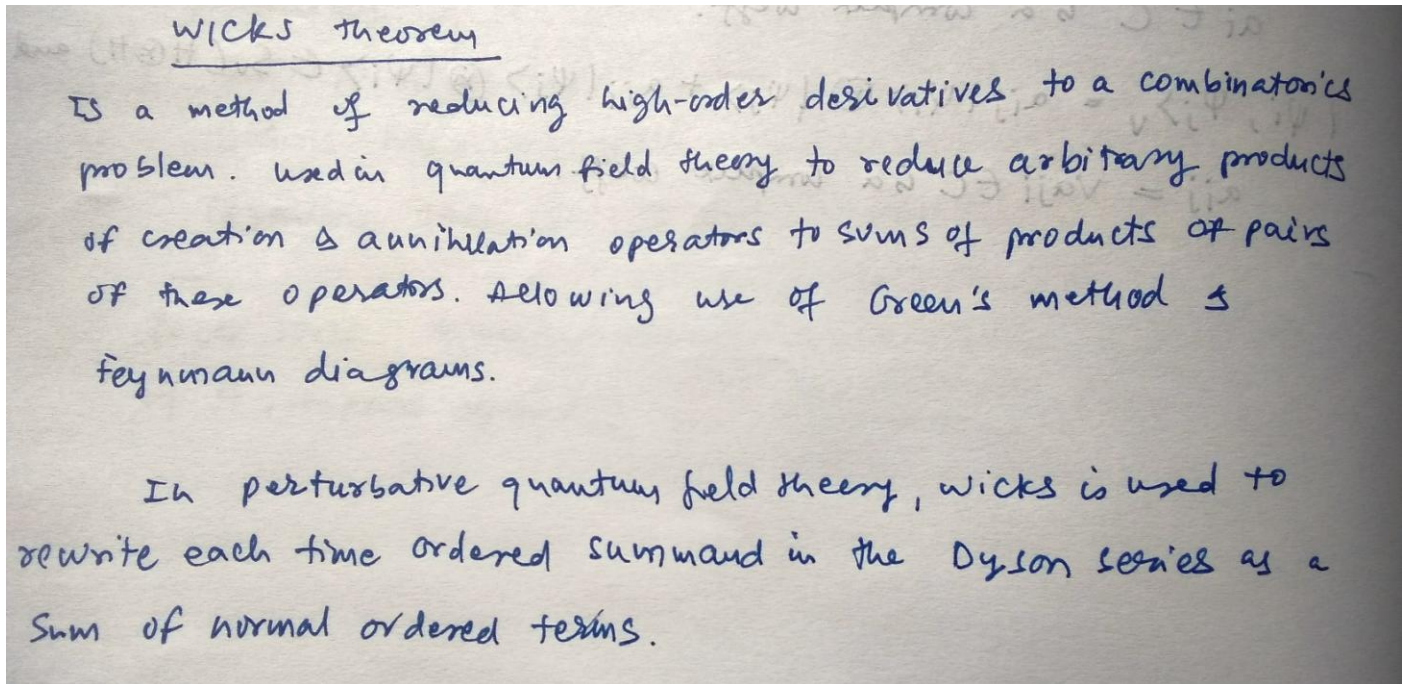 Wicks theorem
Is a method of reducing high-order derivatives to a combinatorics
problem. used in quantum field theory to reduce arbitrary products
of creation & annihilation operators to sums of products of pairs
of these operators. Allowing use of Green's method &
Feynmann diagrams.
In perturbative quantum field theory, wicks is used to
rewrite each time ordered summand in the Dyson series as a
Sum of normal ordered terms.